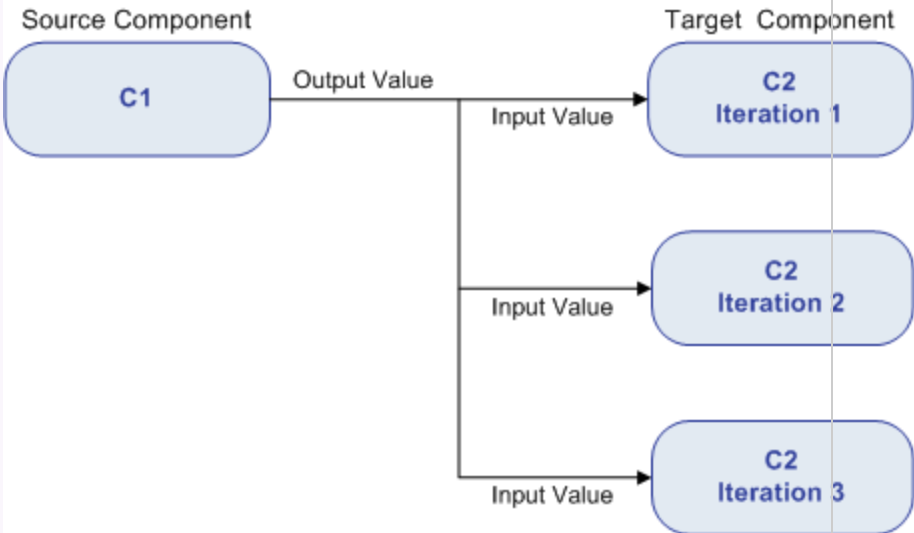 Source Component
Target Component
C1
Output Value
C2
Iteration 1
Input Value
C2
Iteration 2
Input Value
C2
Iteration 3
Input Value